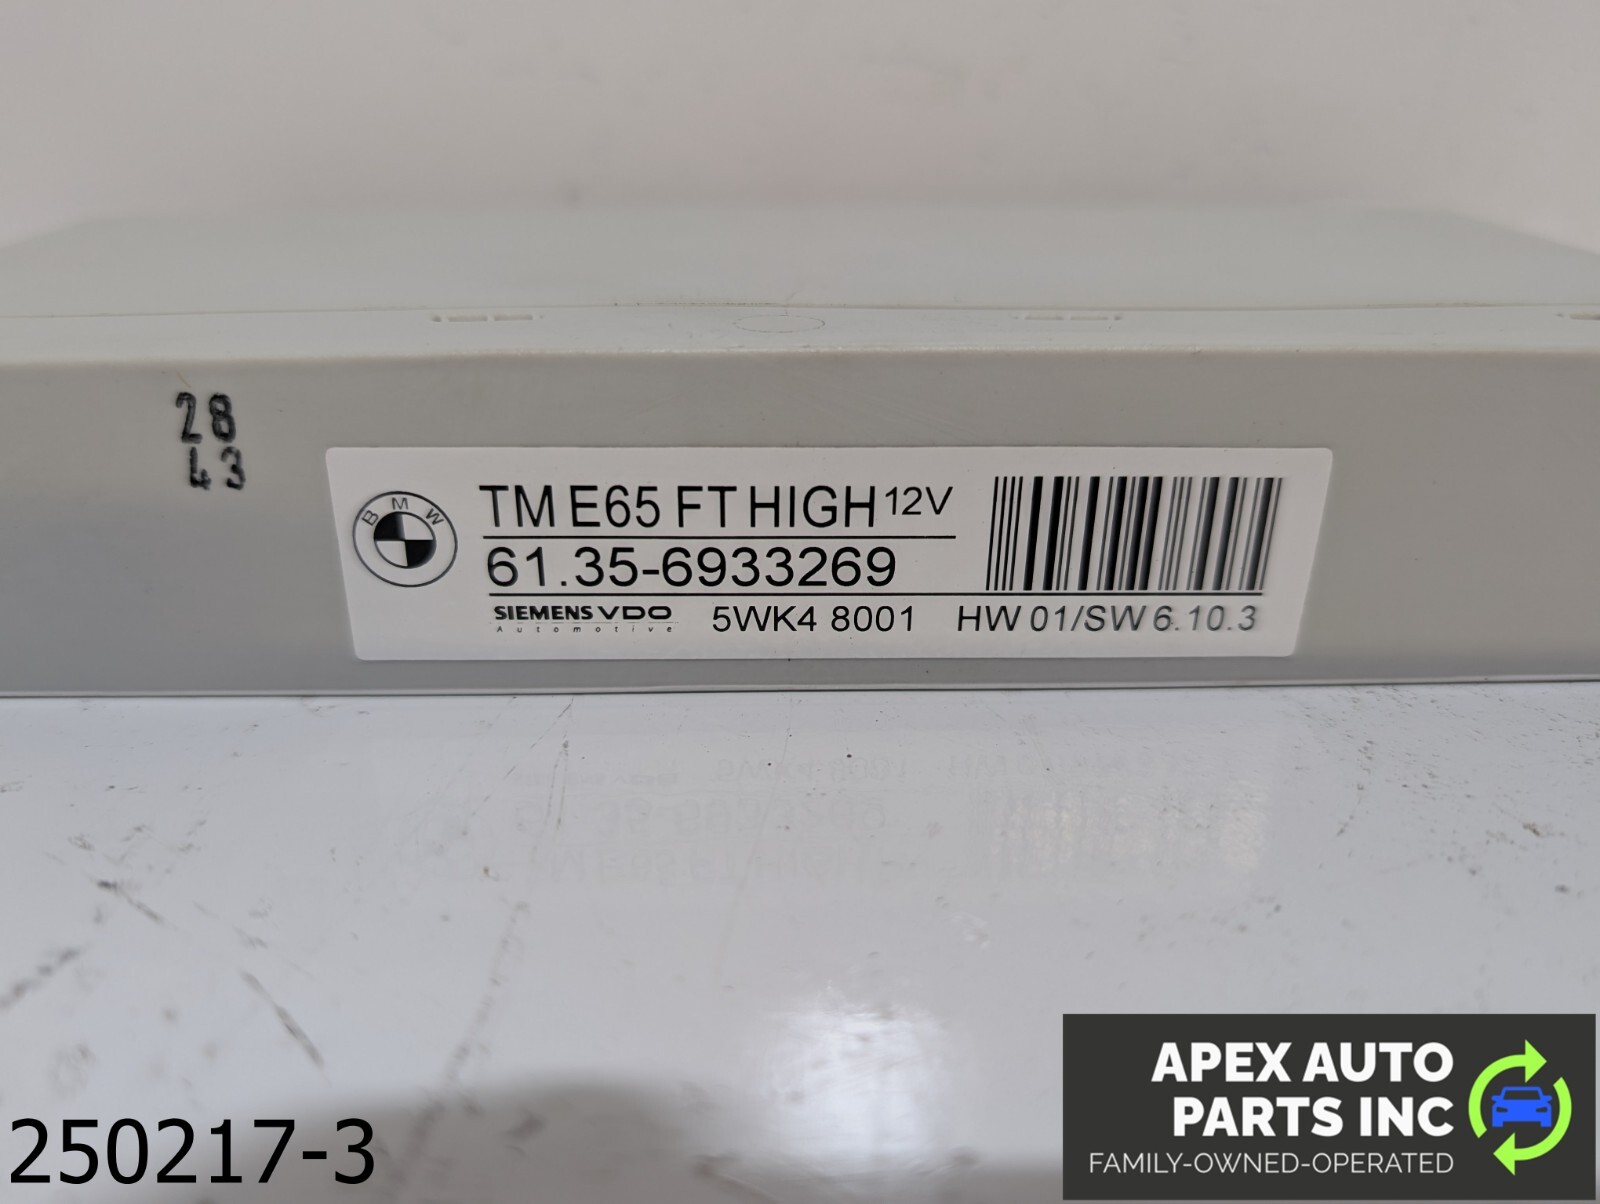 28
43
BMW
TM E65 FT HIGH 12V
61.35-6933269
SIEMENS VDO
Automotive
5WK4 8001
HW 01/SW 6.10.3
250217-3
APEX AUTO
PARTS INC
FAMILY-OWNED-OPERATED